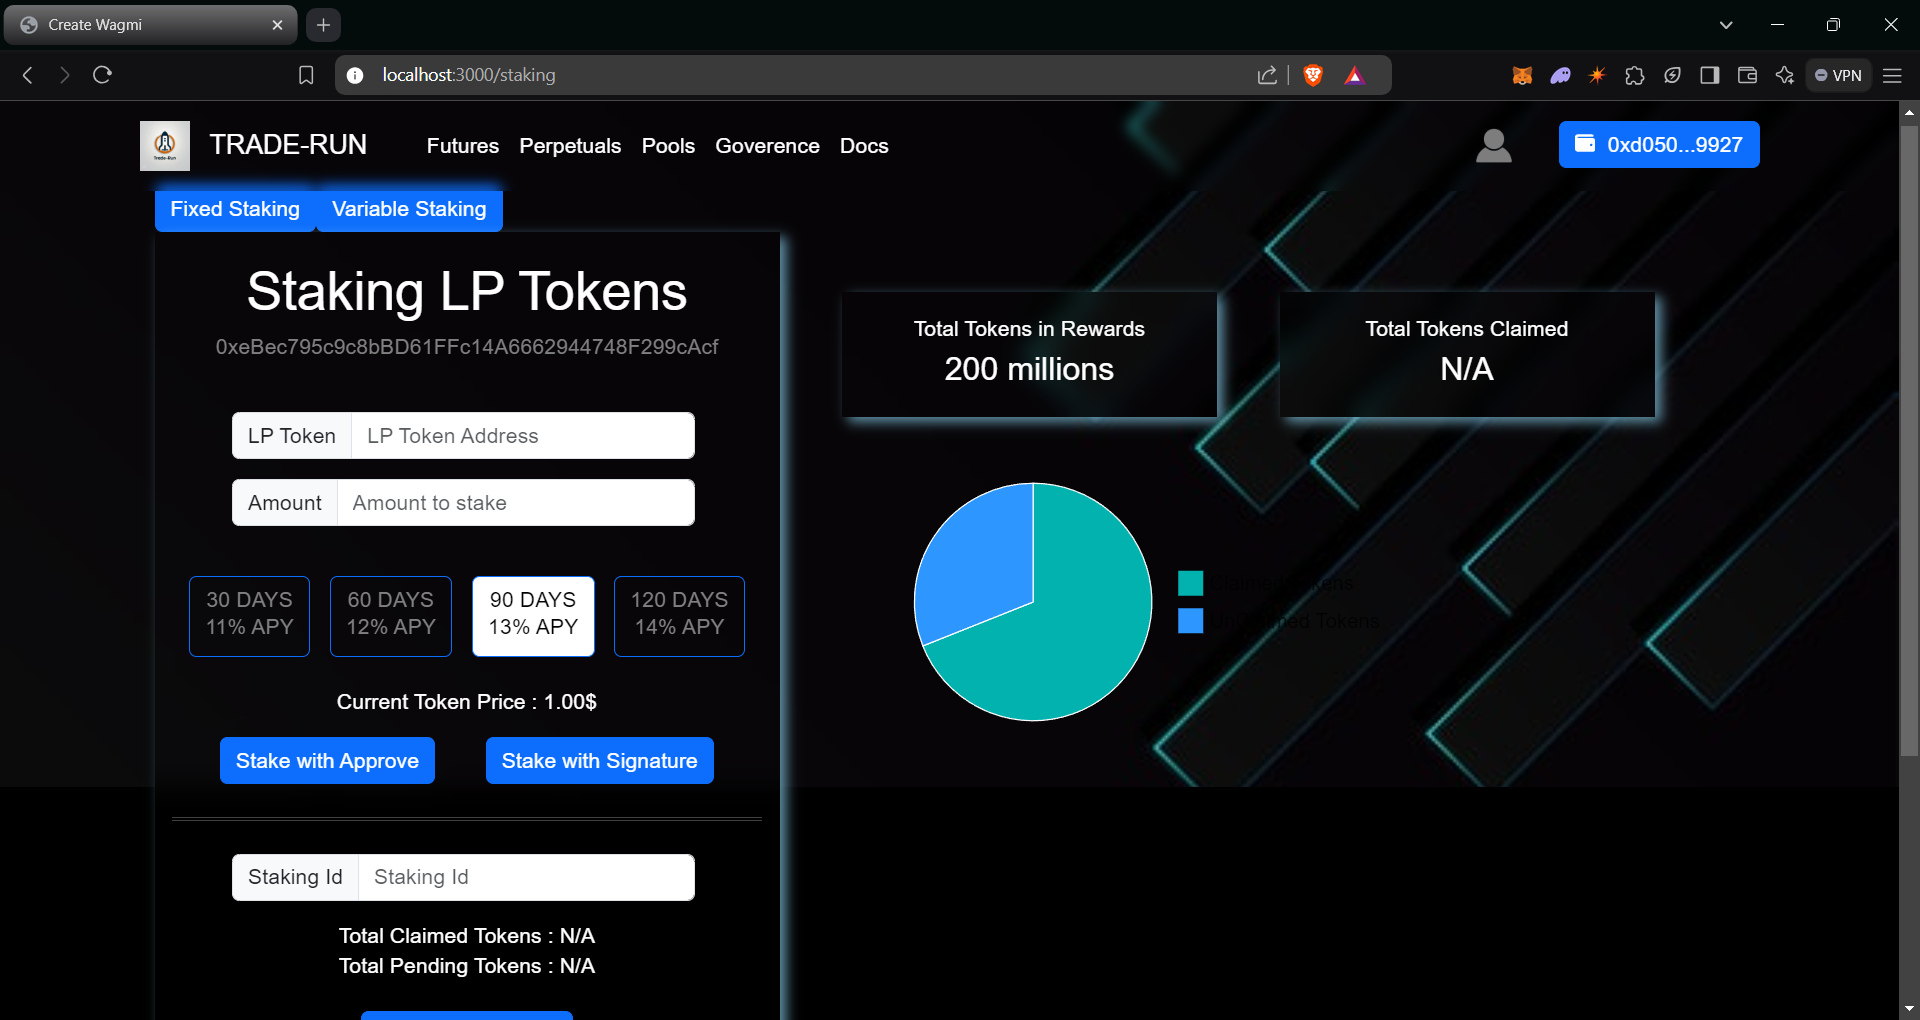 Create Wagmi
localhost:3000/staking
VPN
Trade-Run
TRADE-RUN
Futures Perpetuals Pools Goverence Docs
0xd050...9927
Fixed Staking Variable Staking
Staking LP Tokens
0xeBec795c9c8bBD61FFc14A6662944748F299cAcf
LP Token LP Token Address
Amount Amount to stake
30 DAYS
11% APY
60 DAYS
12% APY
90 DAYS
13% APY
120 DAYS
14% APY
Current Token Price : 1.00$
Stake with Approve Stake with Signature
Staking Id Staking Id
Total Claimed Tokens : N/A
Total Pending Tokens : N/A
Total Tokens in Rewards
200 millions
Total Tokens Claimed
N/A
Claimed Tokens
Tokens